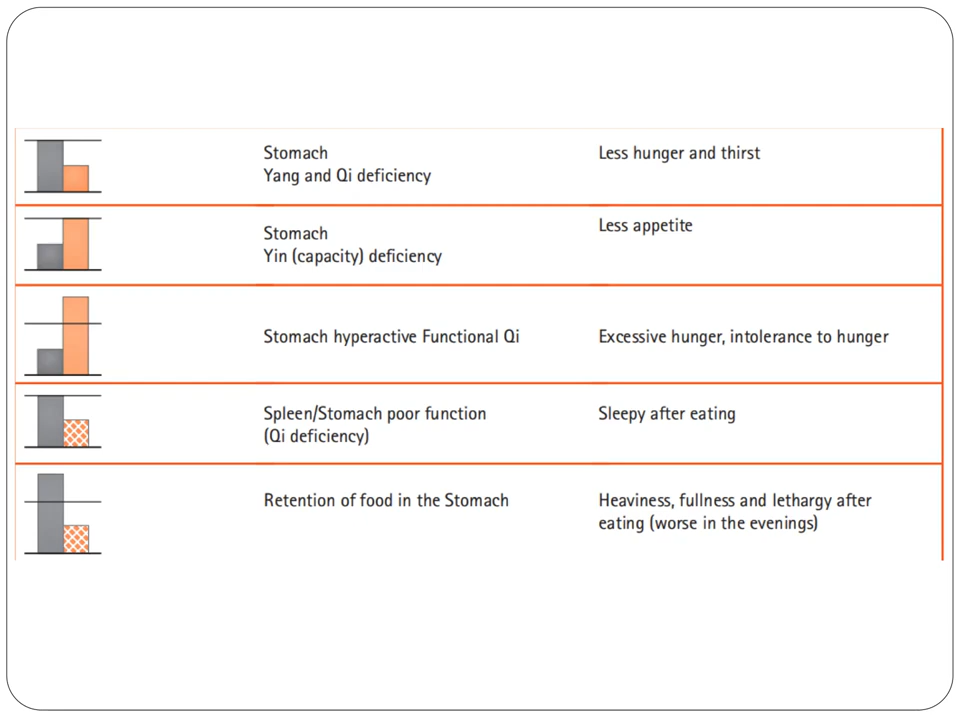 Stomach
Yang and Qi deficiency
Less hunger and thirst
Stomach
Yin (capacity) deficiency
Less appetite
Stomach hyperactive Functional Qi
Excessive hunger, intolerance to hunger
Spleen/Stomach poor function
(Qi deficiency)
Sleepy after eating
Retention of food in the Stomach
Heaviness, fullness and lethargy after
eating (worse in the evenings)